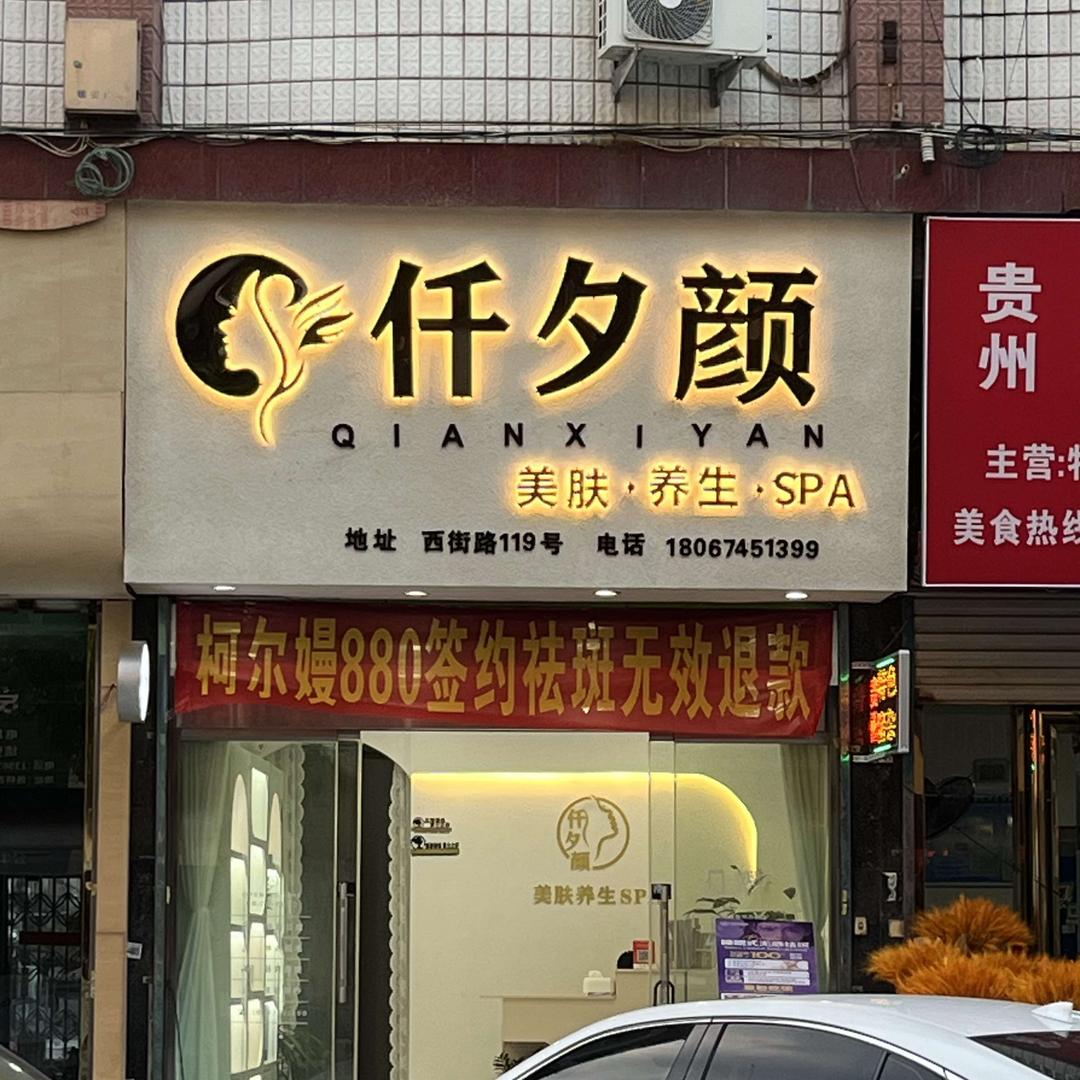 仟夕颜
QIANXIYAN
美肤·养生·SPA
地址 西街路119号 电话 18067451399
柯尔嫚880签约祛斑无效退款
仟夕颜
美肤养生SP
贵州
主营:
美食热线